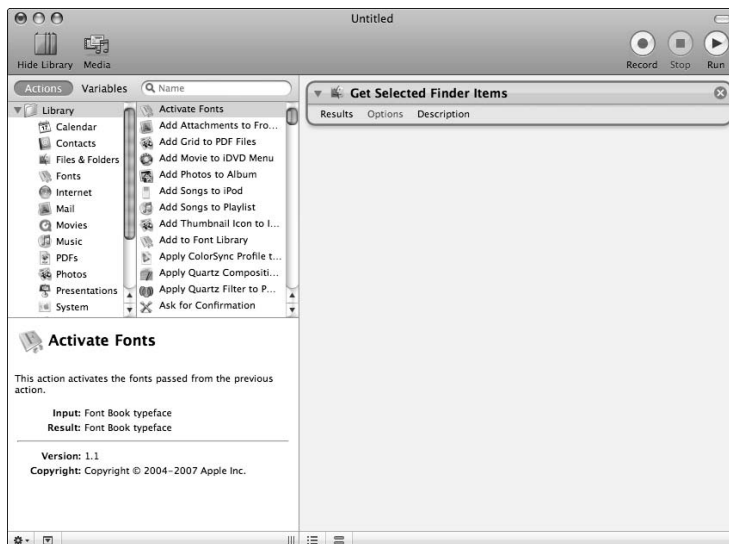 Untitled
Hide Library Media
Record Stop Run
Actions Variables Name
Library
Calendar
Contacts
Files & Folders
Fonts
Internet
Mail
Movies
Music
PDFs
Photos
Presentations
System
Activate Fonts
Add Attachments to Fro...
Add Grid to PDF Files
Add Movie to iDVD Menu
Add Photos to Album
Add Songs to iPod
Add Songs to Playlist
Add Thumbnail Icon to I...
Add to Font Library
Apply ColorSync Profile t...
Apply Quartz Compositi...
Apply Quartz Filter to P...
Ask for Confirmation
Get Selected Finder Items
Results Options Description
Activate Fonts
This action activates the fonts passed from the previous
action.
Input: Font Book typeface
Result: Font Book typeface
Version: 1.1
Copyright: Copyright © 2004-2007 Apple Inc.